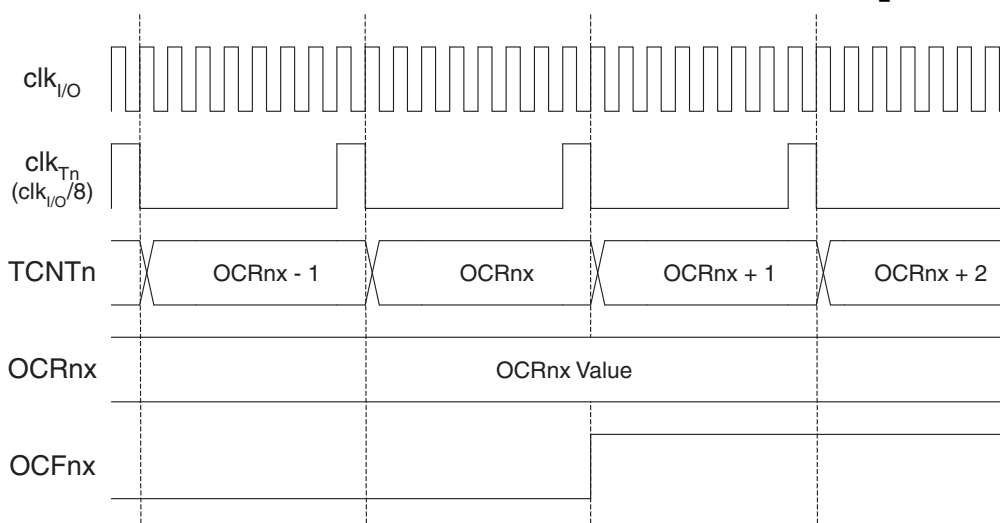 clkI/O
clkTn
(clkI/O/8)
TCNTn
OCRnx - 1
OCRnx
OCRnx + 1
OCRnx + 2
OCRnx
OCRnx Value
OCFnx